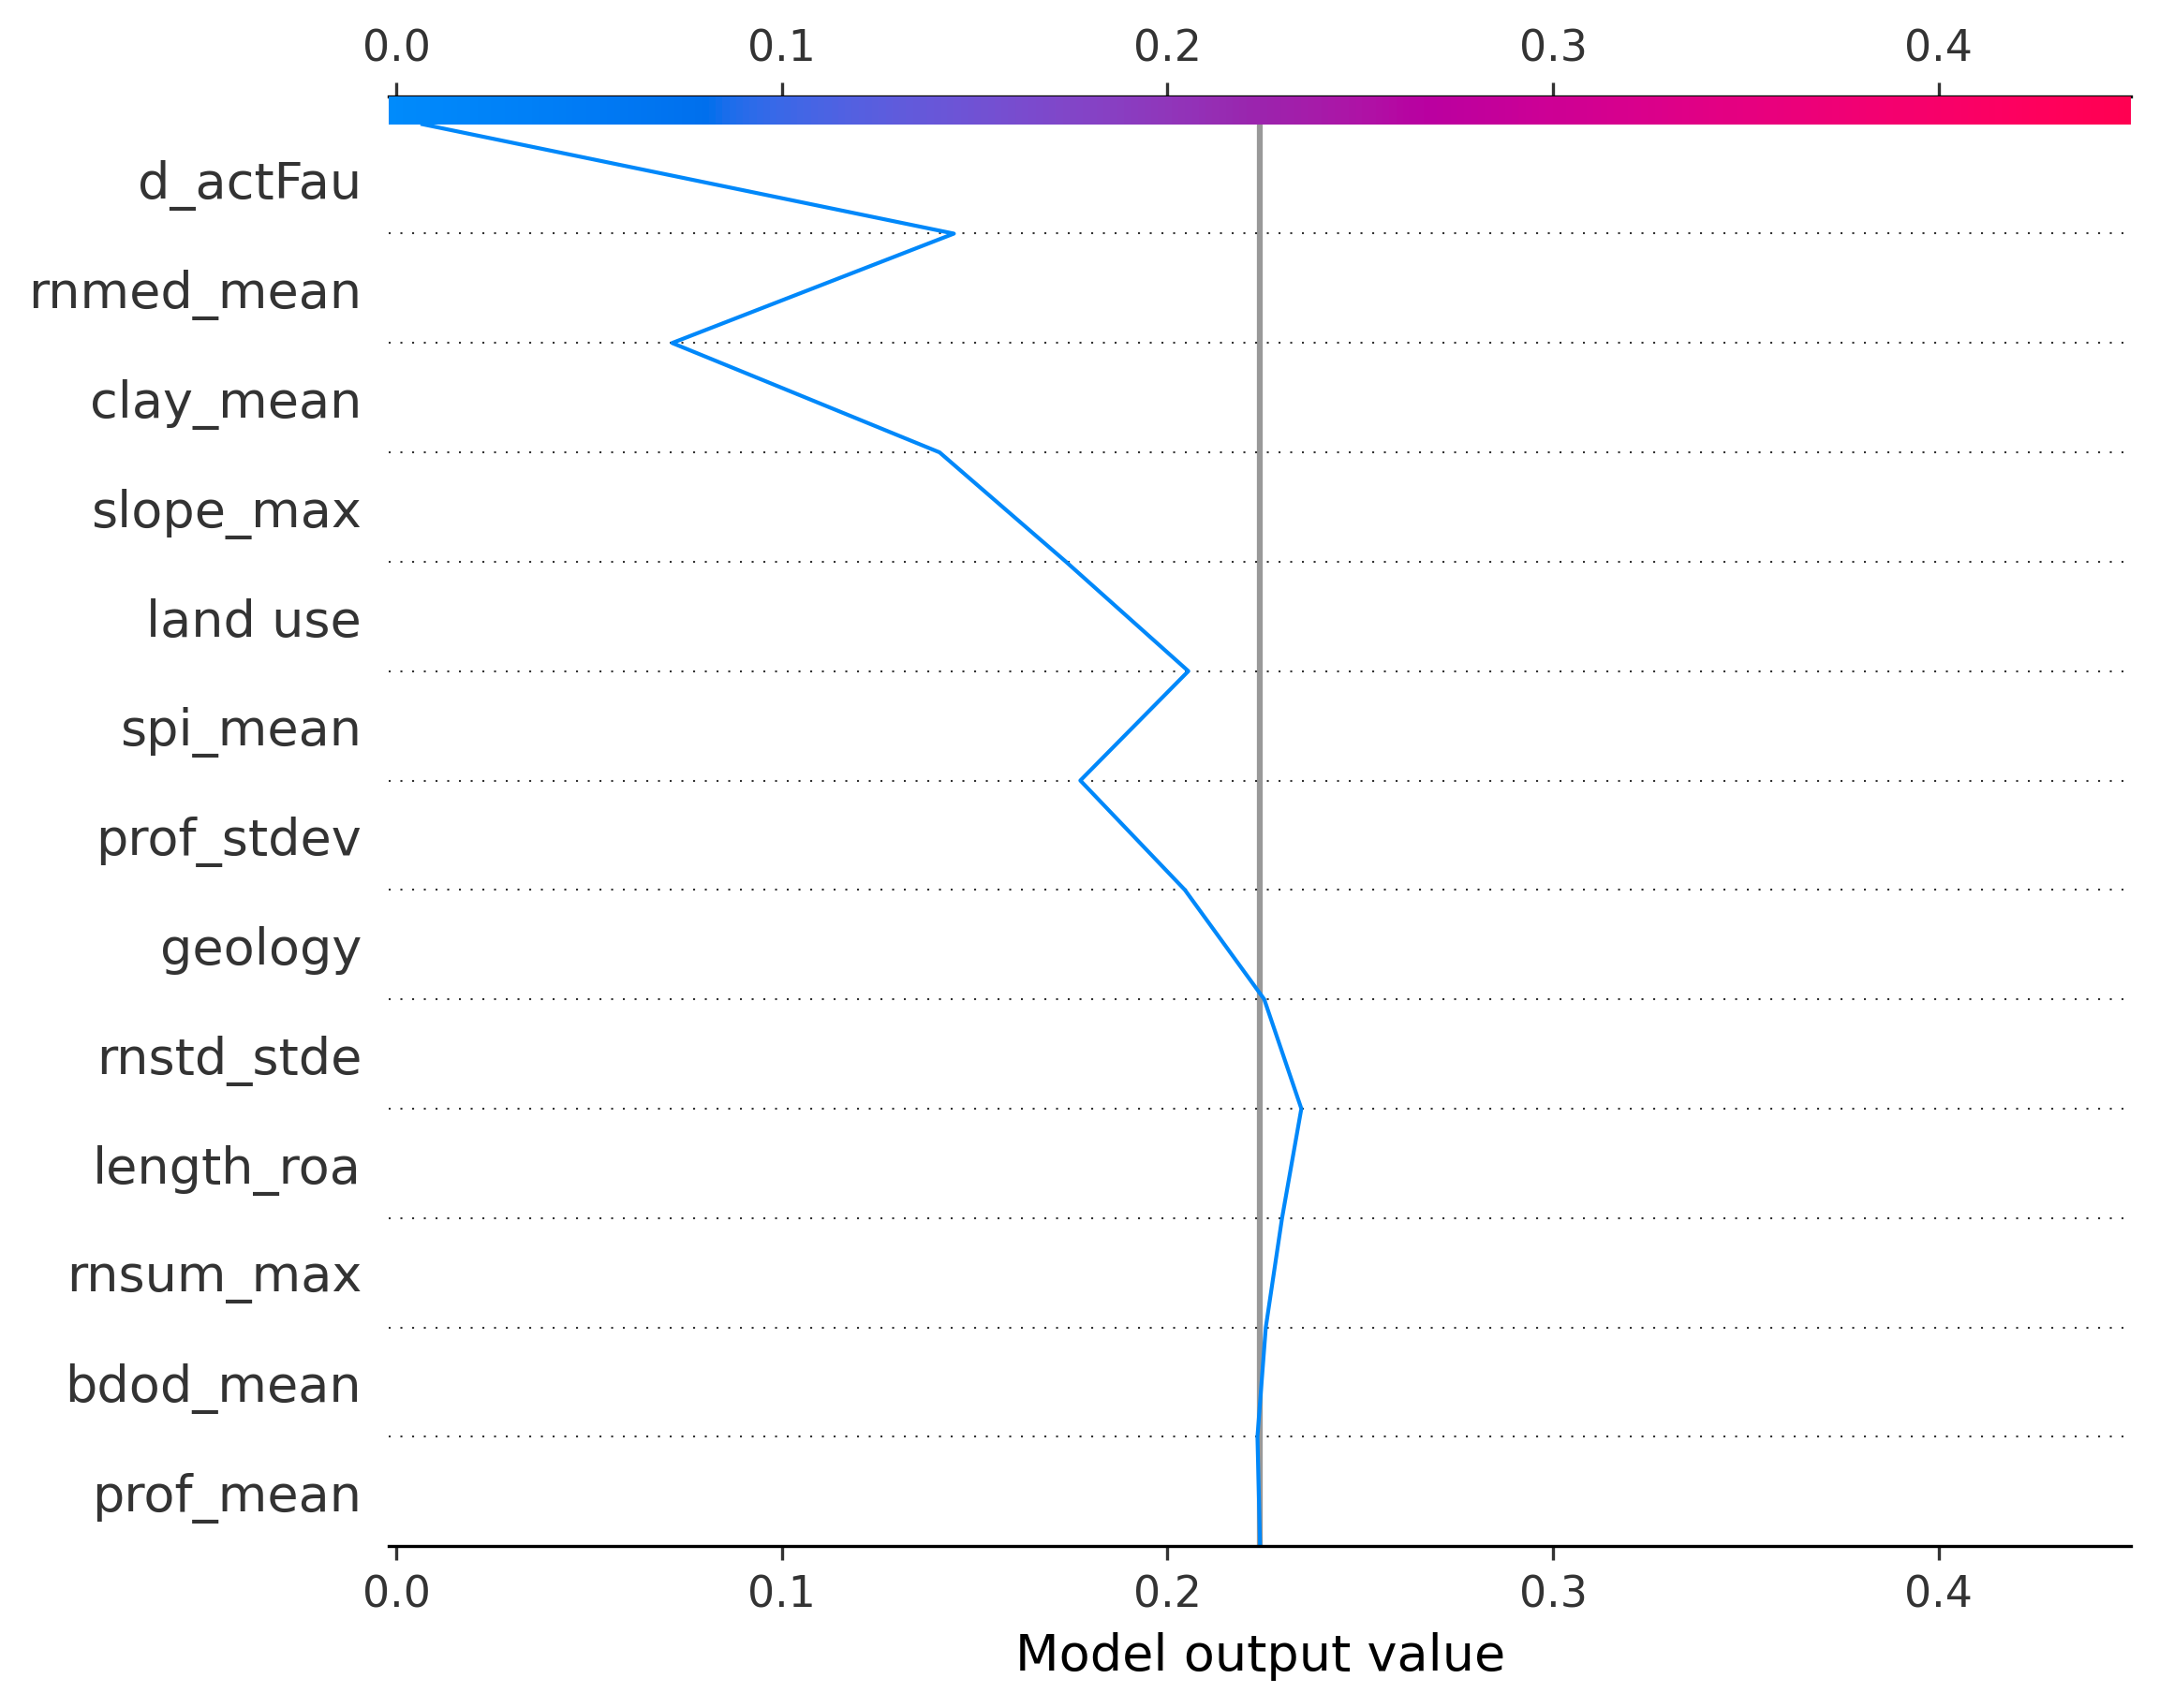 0.0 0.1 0.2 0.3 0.4
d_actFau
rnmed_mean
clay_mean
slope_max
land use
spi_mean
prof_stdev
geology
rnstd_stde
length_roa
rnsum_max
bdod_mean
prof_mean
0.0 0.1 0.2 0.3 0.4
Model output value